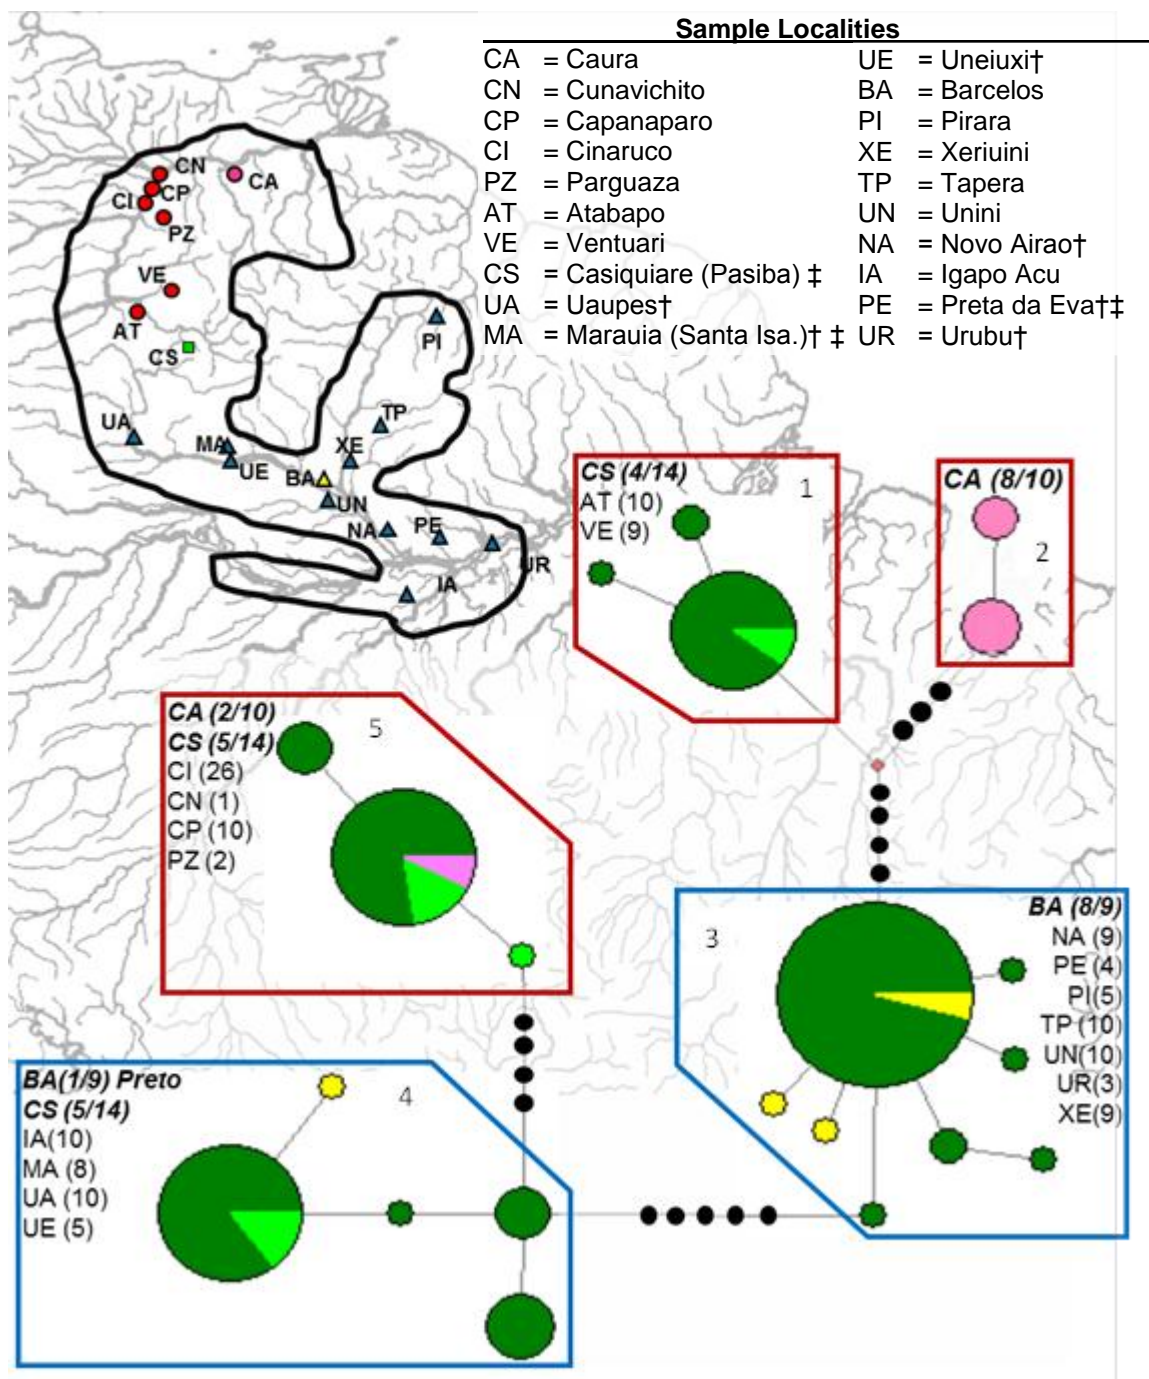 Sample Localities
CA = Caura
CN = Cunavichito
CP = Capanaparo
CI = Cinaruco
PZ = Parguaza
AT = Atabapo
VE = Ventuari
CS = Casiquiare (Pasiba) ‡
UA = Uaupes†
MA = Marauia (Santa Isa.)† ‡
UE = Uneiuxi†
BA = Barcelos
PI = Pirara
XE = Xeriuini
TP = Tapera
UN = Unini
NA = Novo Airao†
IA = Igapo Acu
PE = Preta da Eva†‡
UR = Urubu†
CN
CA
CP
CI
PZ
VE
AT
CS
PI
UA
TP
MA
XE
UE
BA
UN
NA
PE
UR
IA
CS (4/14)
AT (10)
VE (9)
1
CA (8/10)
2
CA (2/10)
CS (5/14)
CI (26)
CN (1)
CP (10)
PZ (2)
5
3
BA (8/9)
NA (9)
PE (4)
PI(5)
TP (10)
UN(10)
UR(3)
XE(9)
BA(1/9) Preto
CS (5/14)
IA(10)
MA (8)
UA (10)
UE (5)
4